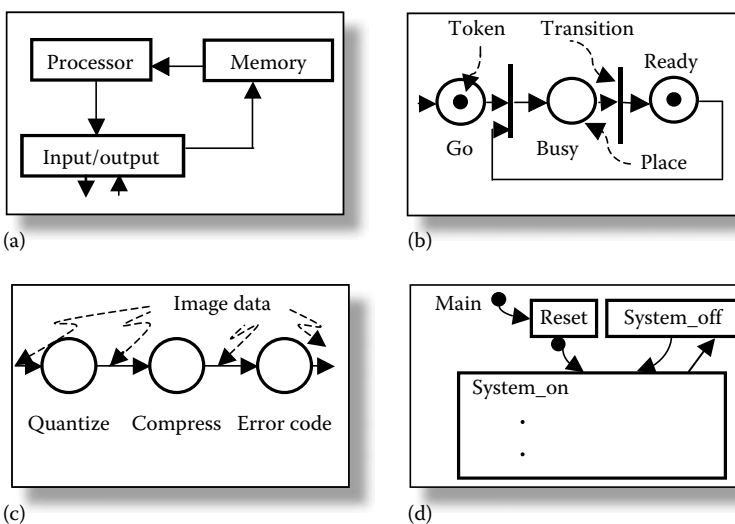 Processor
Memory
Input/output
(a)
Token
Transition
Ready
Go
Busy
Place
(b)
Image data
Quantize
Compress
Error code
(c)
Main
Reset
System_off
System_on
(d)